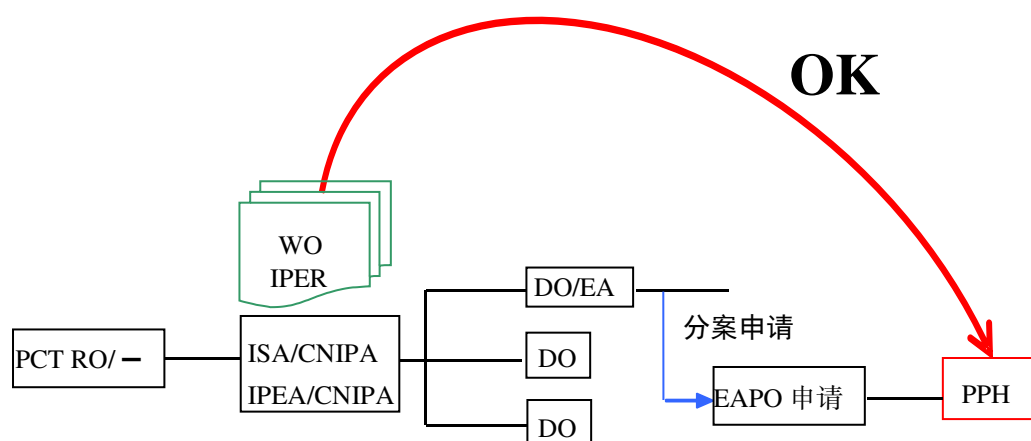 OK
WO
IPER
DO/EA
分案申请
PCT RO/ －
ISA/CNIPA
IPEA/CNIPA
DO
EAPO 申请
PPH
DO